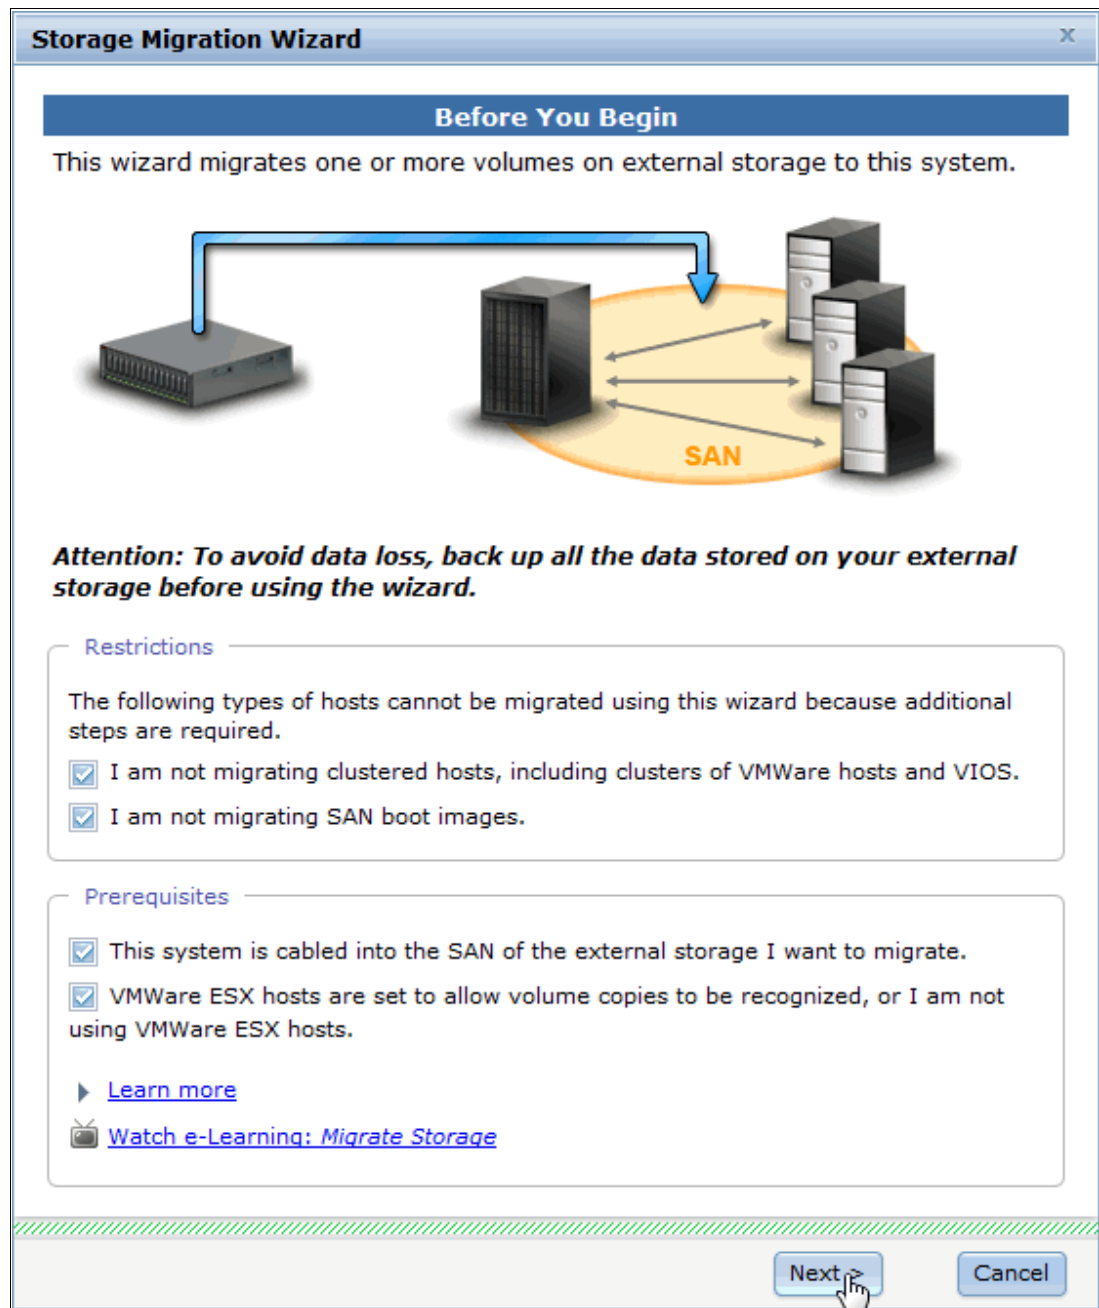 Storage Migration Wizard
x
Before You Begin
This wizard migrates one or more volumes on external storage to this system.
SAN
Attention: To avoid data loss, back up all the data stored on your external
storage before using the wizard.
Restrictions
The following types of hosts cannot be migrated using this wizard because additional
steps are required.
I am not migrating clustered hosts, including clusters of VMWare hosts and VIOS.
I am not migrating SAN boot images.
Prerequisites
This system is cabled into the SAN of the external storage I want to migrate.
VMWare ESX hosts are set to allow volume copies to be recognized, or I am not
using VMWare ESX hosts.
Learn more
Watch e-Learning: Migrate Storage
Next >
Cancel